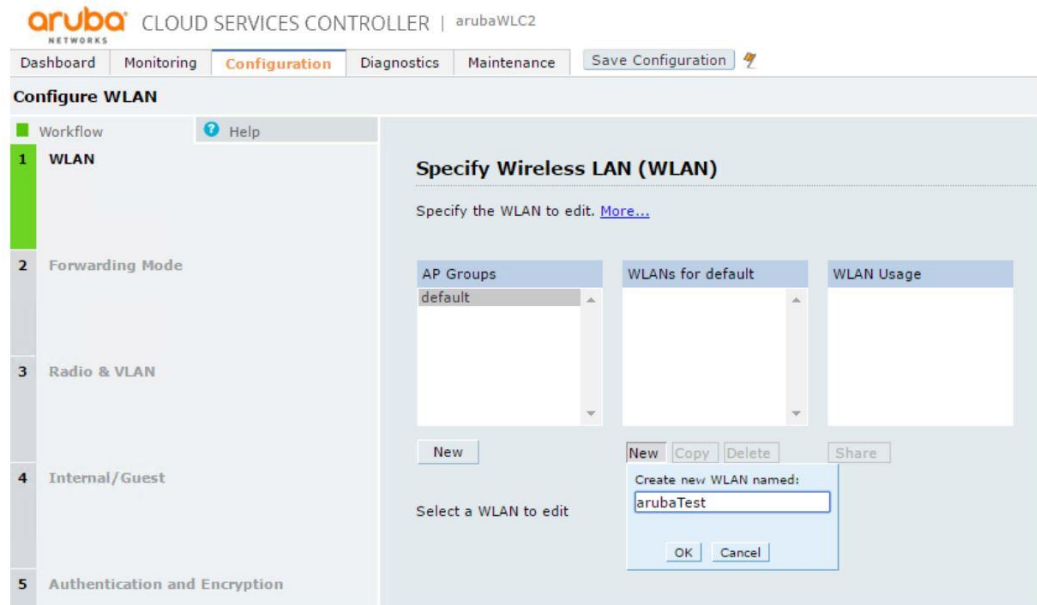 aruba NETWORKS CLOUD SERVICES CONTROLLER | arubaWLC2
Dashboard Monitoring Configuration Diagnostics Maintenance Save Configuration
Configure WLAN
Workflow Help
1 WLAN
Specify Wireless LAN (WLAN)
Specify the WLAN to edit. More...
2 Forwarding Mode
AP Groups WLANs for default WLAN Usage
default
3 Radio & VLAN
New New Copy Delete Share
4 Internal/Guest
Create new WLAN named:
arubaTest
Select a WLAN to edit
OK Cancel
5 Authentication and Encryption